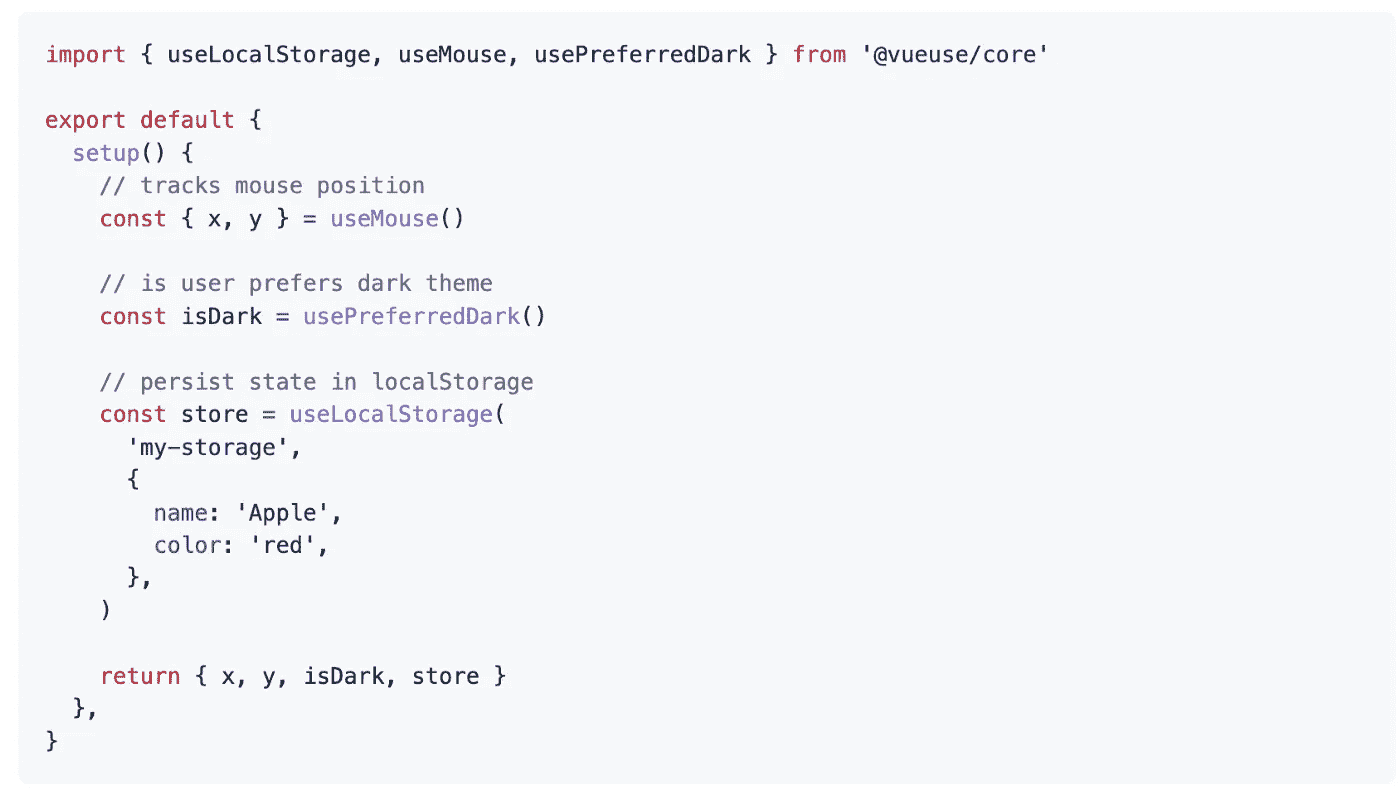 import { useLocalStorage, useMouse, usePreferredDark } from '@vueuse/core'

export default {
  setup() {
    // tracks mouse position
    const { x, y } = useMouse()

    // is user prefers dark theme
    const isDark = usePreferredDark()

    // persist state in localStorage
    const store = useLocalStorage(
      'my-storage',
      {
        name: 'Apple',
        color: 'red',
      },
    )

    return { x, y, isDark, store }
  },
}